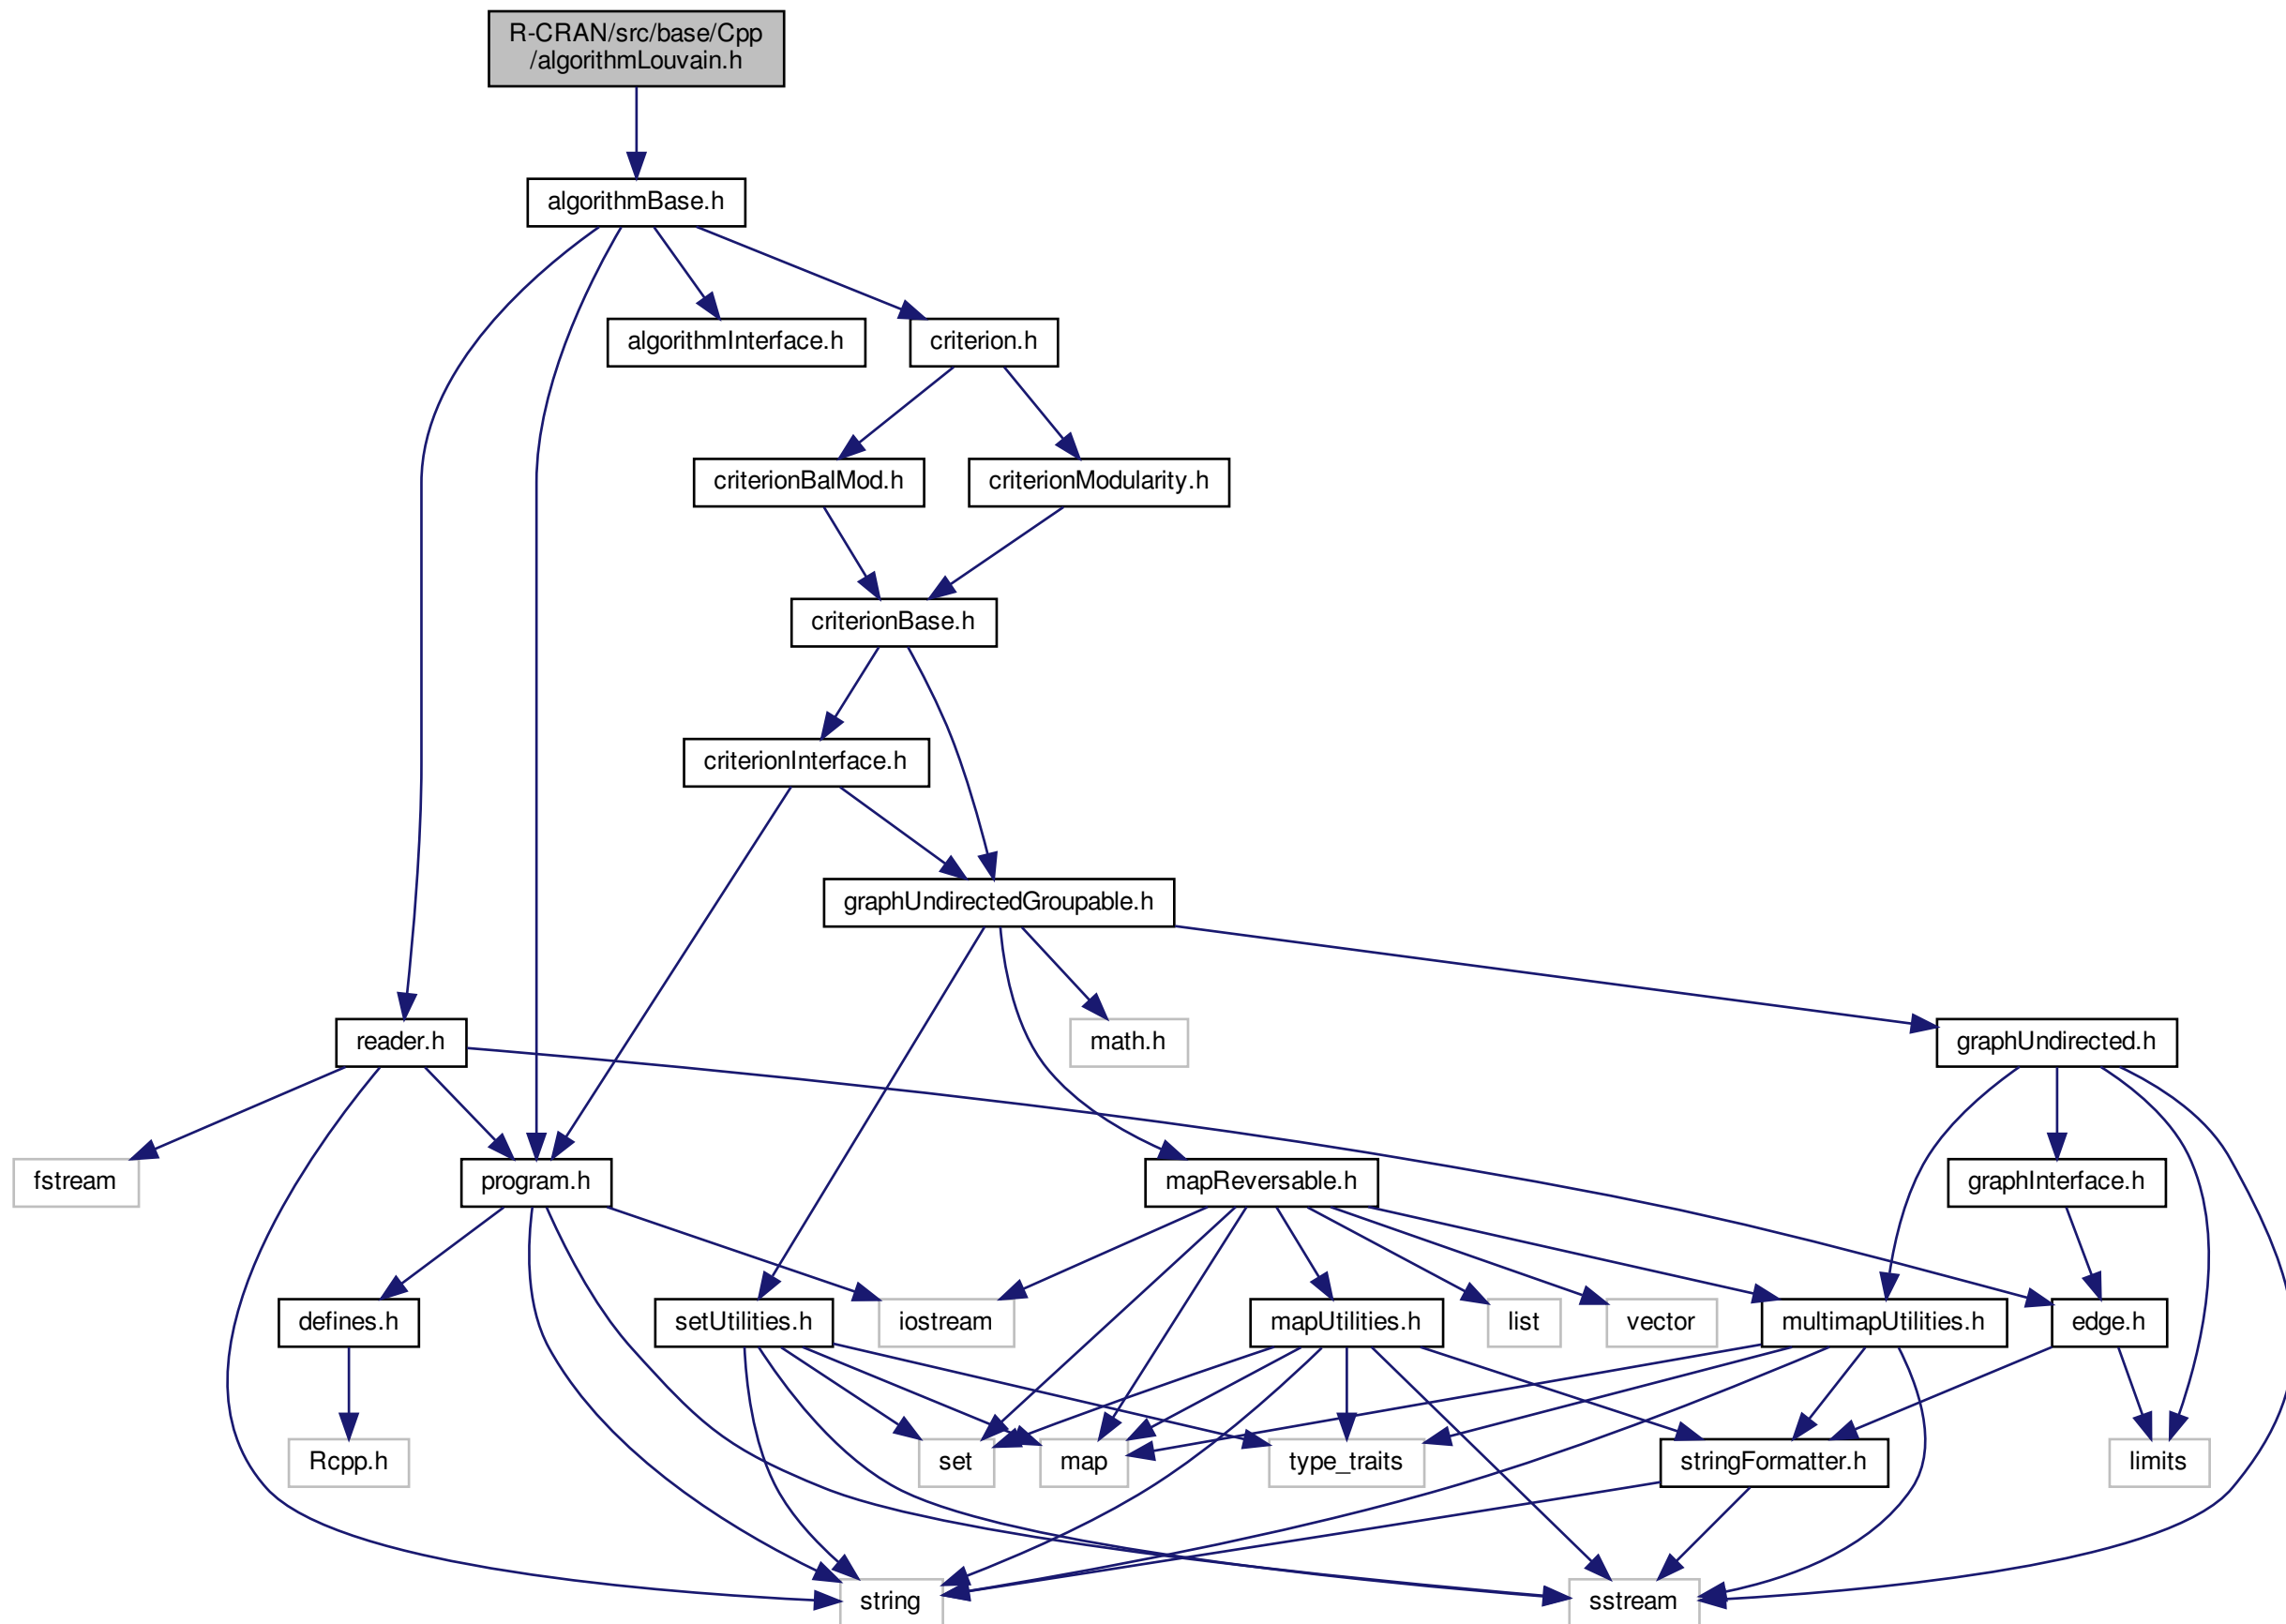 R-CRAN/src/base/Cpp
/algorithmLouvain.h
algorithmBase.h
algorithmInterface.h
criterion.h
criterionBalMod.h
criterionModularity.h
criterionBase.h
criterionInterface.h
graphUndirectedGroupable.h
reader.h
math.h
graphUndirected.h
fstream
program.h
mapReversable.h
graphInterface.h
defines.h
setUtilities.h
iostream
mapUtilities.h
list
vector
multimapUtilities.h
edge.h
Rcpp.h
set
map
type_traits
stringFormatter.h
limits
string
sstream